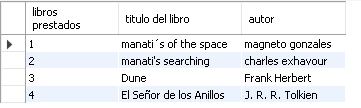 libros prestados	titulo del libro	autor
1	manati´s of the space	magneto gonzales
2	manati's searching	charles exhavour
3	Dune	Frank Herbert
4	El Señor de los Anillos	J. R. R. Tolkien